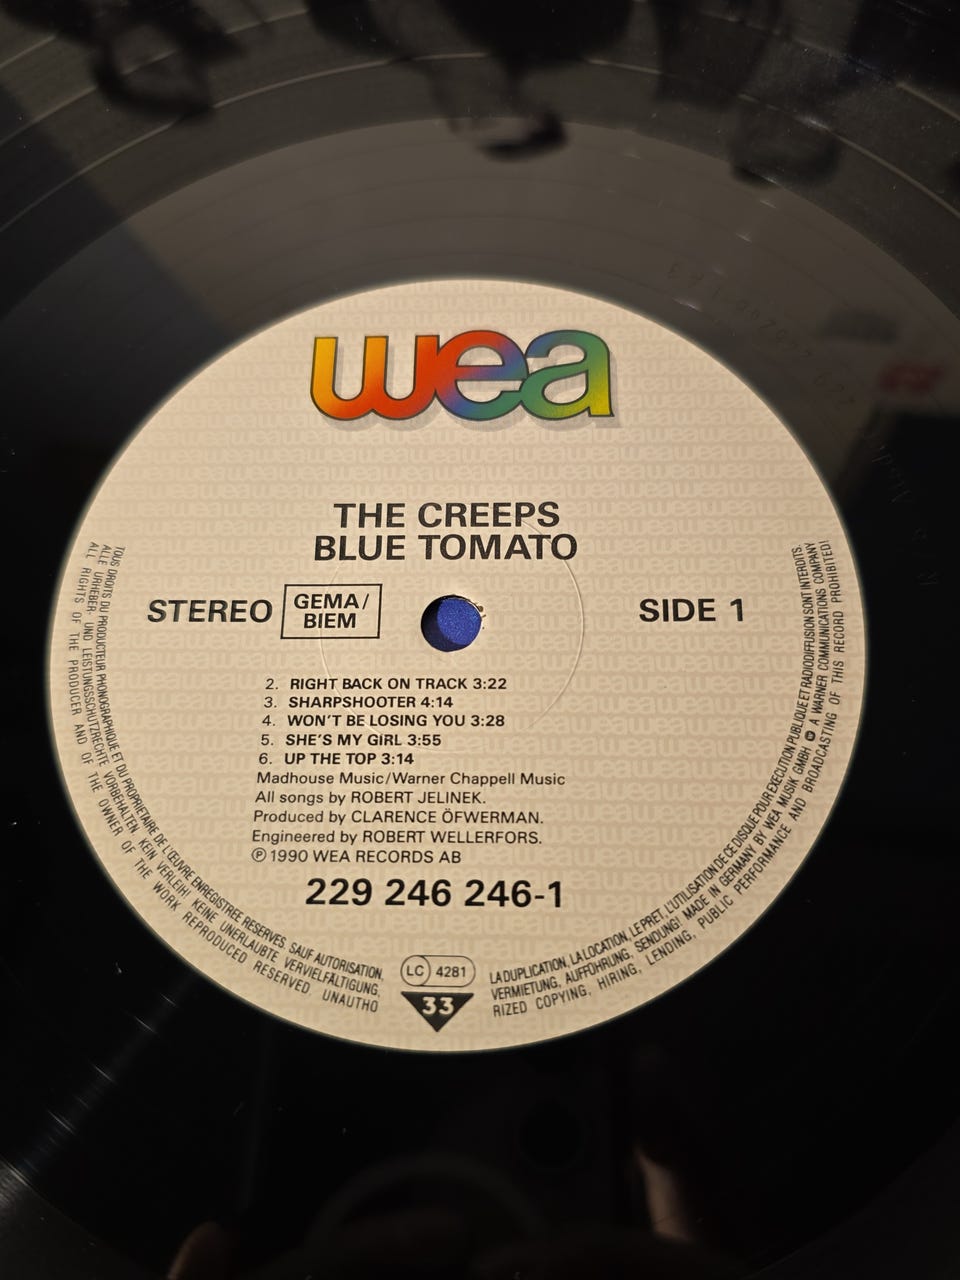 wea
THE CREEPS
BLUE TOMATO
STEREO
GEMA/
BIEM
SIDE 1
2. RIGHT BACK ON TRACK 3:22
3. SHARPSHOOTER 4:14
4. WON'T BE LOSING YOU 3:28
5. SHE'S MY GIRL 3:55
6. UP THE TOP 3:14
Madhouse Music/Warner Chappell Music
All songs by ROBERT JELINEK.
Produced by CLARENCE ÖFWERMAN.
Engineered by ROBERT WELLERFORS.
℗ 1990 WEA RECORDS AB
229 246 246-1
LC 4281
33
TOUS DROITS DU PRODUCTEUR PHONOGRAPHIQUE ET DU PROPRIETAIRE DE L'ŒUVRE ENREGISTREE RESERVES. SAUF AUTORISATION, LA DUPLICATION, LA LOCATION, LE PRET, L'UTILISATION DE CE DISQUE POUR EXECUTION PUBLIQUE ET RADIODIFFUSION SONT INTERDITS.
ALLE URHEBER- UND LEISTUNGSSCHUTZRECHTE VORBEHALTEN. KEIN VERLEIH! KEINE UNERLAUBTE VERVIELFÄLTIGUNG, VERMIETUNG, AUFFÜHRUNG, SENDUNG! MADE IN GERMANY BY WEA MUSIK GMBH A WARNER COMMUNICATIONS COMPANY
ALL RIGHTS OF THE PRODUCER AND OF THE OWNER OF THE WORK REPRODUCED RESERVED. UNAUTHORIZED COPYING, HIRING, LENDING, PUBLIC PERFORMANCE AND BROADCASTING OF THIS RECORD PROHIBITED!